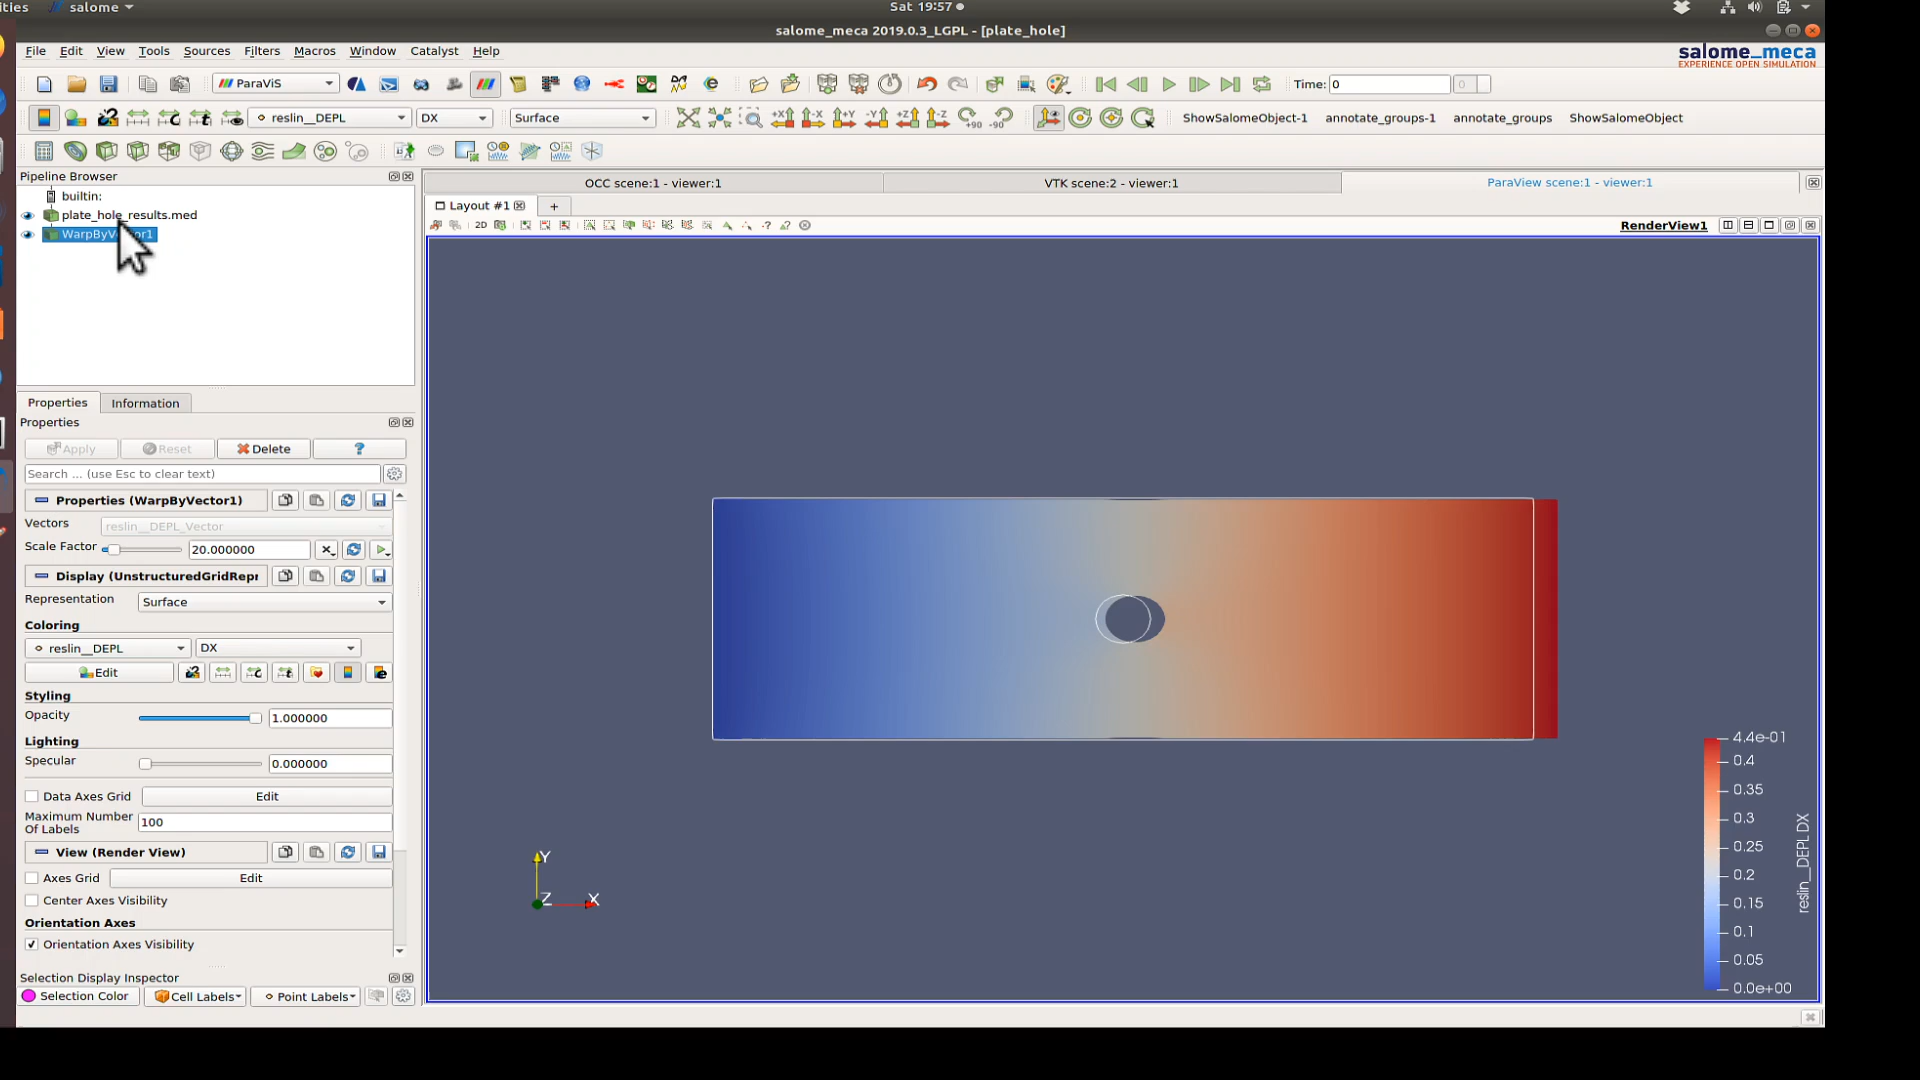 ities salome Sat 19:57
salome_meca 2019.0.3_LGPL - [plate_hole]
File Edit View Tools Sources Filters Macros Window Catalyst Help
salome_meca
EXPERIENCE OPEN SIMULATION
ParaViS Time: 0 0
reslin__DEPL DX Surface +X -X +Y -Y +Z -Z +90 -90 ShowSalomeObject-1 annotate_groups-1 annotate_groups ShowSalomeObject
Pipeline Browser
OCC scene:1 - viewer:1 VTK scene:2 - viewer:1 ParaView scene:1 - viewer:1
builtin:
plate_hole_results.med
Layout #1 +
2D RenderView1
Properties Information
Properties
Apply Reset Delete ?
Search ... (use Esc to clear text)
Properties (WarpByVector1)
Vectors reslin__DEPL_Vector
Scale Factor 20.000000
Display (UnstructuredGridRepr
Representation Surface
Coloring
reslin__DEPL DX
Edit
Styling
Opacity 1.000000
Lighting
Specular 0.000000
Data Axes Grid Edit
Maximum Number
Of Labels 100
View (Render View)
Axes Grid Edit
Center Axes Visibility
Orientation Axes
Orientation Axes Visibility
Selection Display Inspector
Selection Color Cell Labels Point Labels
Y
Z X
4.4e-01
0.4
0.35
0.3
0.25
0.2
0.15
0.1
0.05
0.0e+00
reslin__DEPL DX